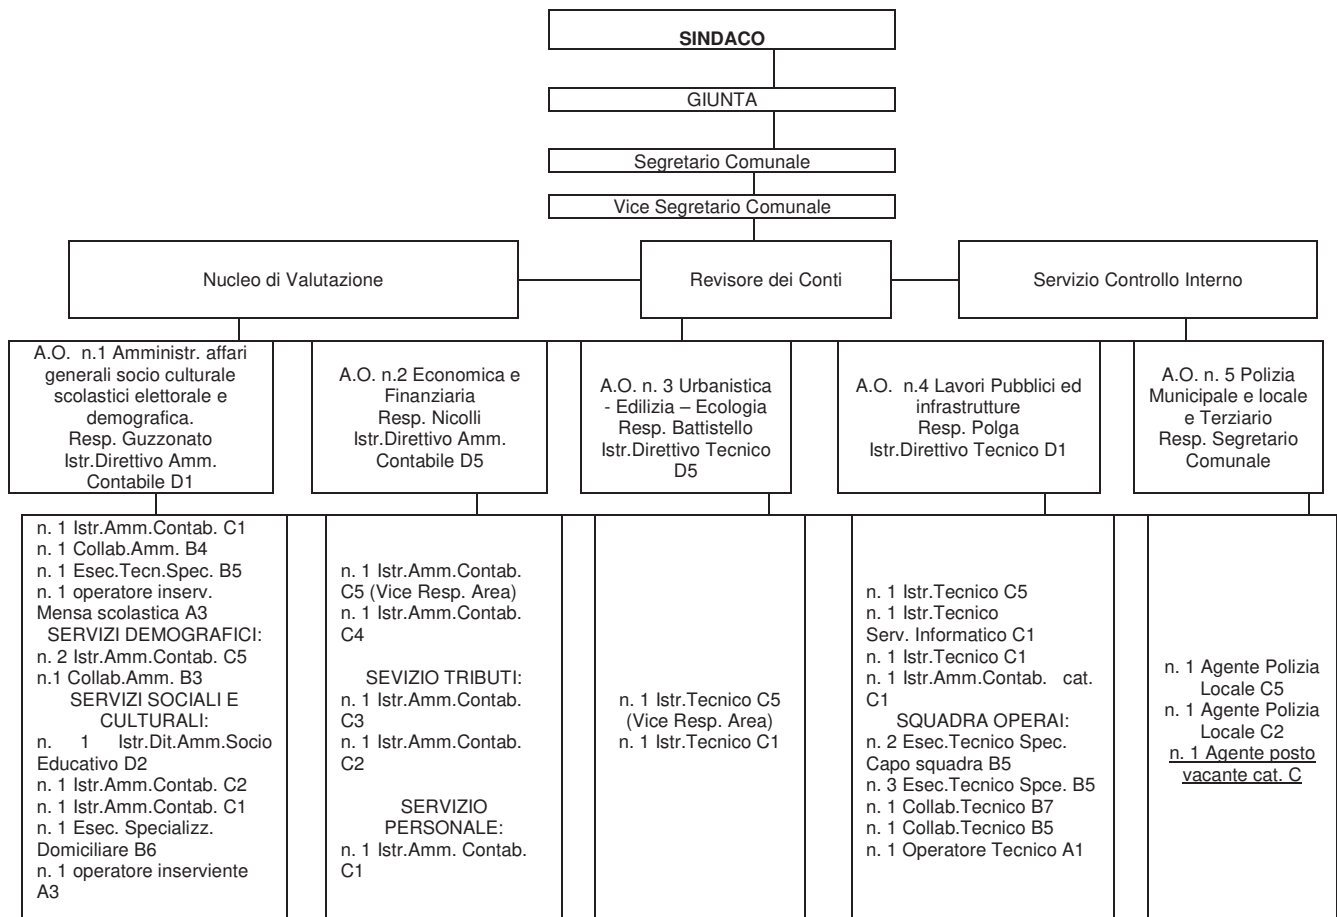 SINDACO
GIUNTA
Segretario Comunale
Vice Segretario Comunale
Nucleo di Valutazione
Revisore dei Conti
Servizio Controllo Interno
A.O. n.1 Amministr. affari
generali socio culturale
scolastici elettorale e
demografica.
Resp. Guzzonato
Istr.Direttivo Amm.
Contabile D1
A.O. n.2 Economica e
Finanziaria
Resp. Nicolli
Istr.Direttivo Amm.
Contabile D5
A.O. n. 3 Urbanistica
- Edilizia – Ecologia
Resp. Battistello
Istr.Direttivo Tecnico
D5
A.O. n.4 Lavori Pubblici ed
infrastrutture
Resp. Polga
Istr.Direttivo Tecnico D1
A.O. n. 5 Polizia
Municipale e locale
e Terziario
Resp. Segretario
Comunale
n. 1 Istr.Amm.Contab. C1
n. 1 Collab.Amm. B4
n. 1 Esec.Tecn.Spec. B5
n. 1 operatore inserv.
Mensa scolastica A3
SERVIZI DEMOGRAFICI:
n. 2 Istr.Amm.Contab. C5
n.1 Collab.Amm. B3
SERVIZI SOCIALI E
CULTURALI:
n. 1 Istr.Dit.Amm.Socio
Educativo D2
n. 1 Istr.Amm.Contab. C2
n. 1 Istr.Amm.Contab. C1
n. 1 Esec. Specializz.
Domiciliare B6
n. 1 operatore inserviente
A3
n. 1 Istr.Amm.Contab.
C5 (Vice Resp. Area)
n. 1 Istr.Amm.Contab.
C4
SEVIZIO TRIBUTI:
n. 1 Istr.Amm.Contab.
C3
n. 1 Istr.Amm.Contab.
C2
SERVIZIO
PERSONALE:
n. 1 Istr.Amm. Contab.
C1
n. 1 Istr.Tecnico C5
(Vice Resp. Area)
n. 1 Istr.Tecnico C1
n. 1 Istr.Tecnico C5
n. 1 Istr.Tecnico
Serv. Informatico C1
n. 1 Istr.Tecnico C1
n. 1 Istr.Amm.Contab. cat.
C1
SQUADRA OPERAI:
n. 2 Esec.Tecnico Spec.
Capo squadra B5
n. 3 Esec.Tecnico Spce. B5
n. 1 Collab.Tecnico B7
n. 1 Collab.Tecnico B5
n. 1 Operatore Tecnico A1
n. 1 Agente Polizia
Locale C5
n. 1 Agente Polizia
Locale C2
n. 1 Agente posto
vacante cat. C